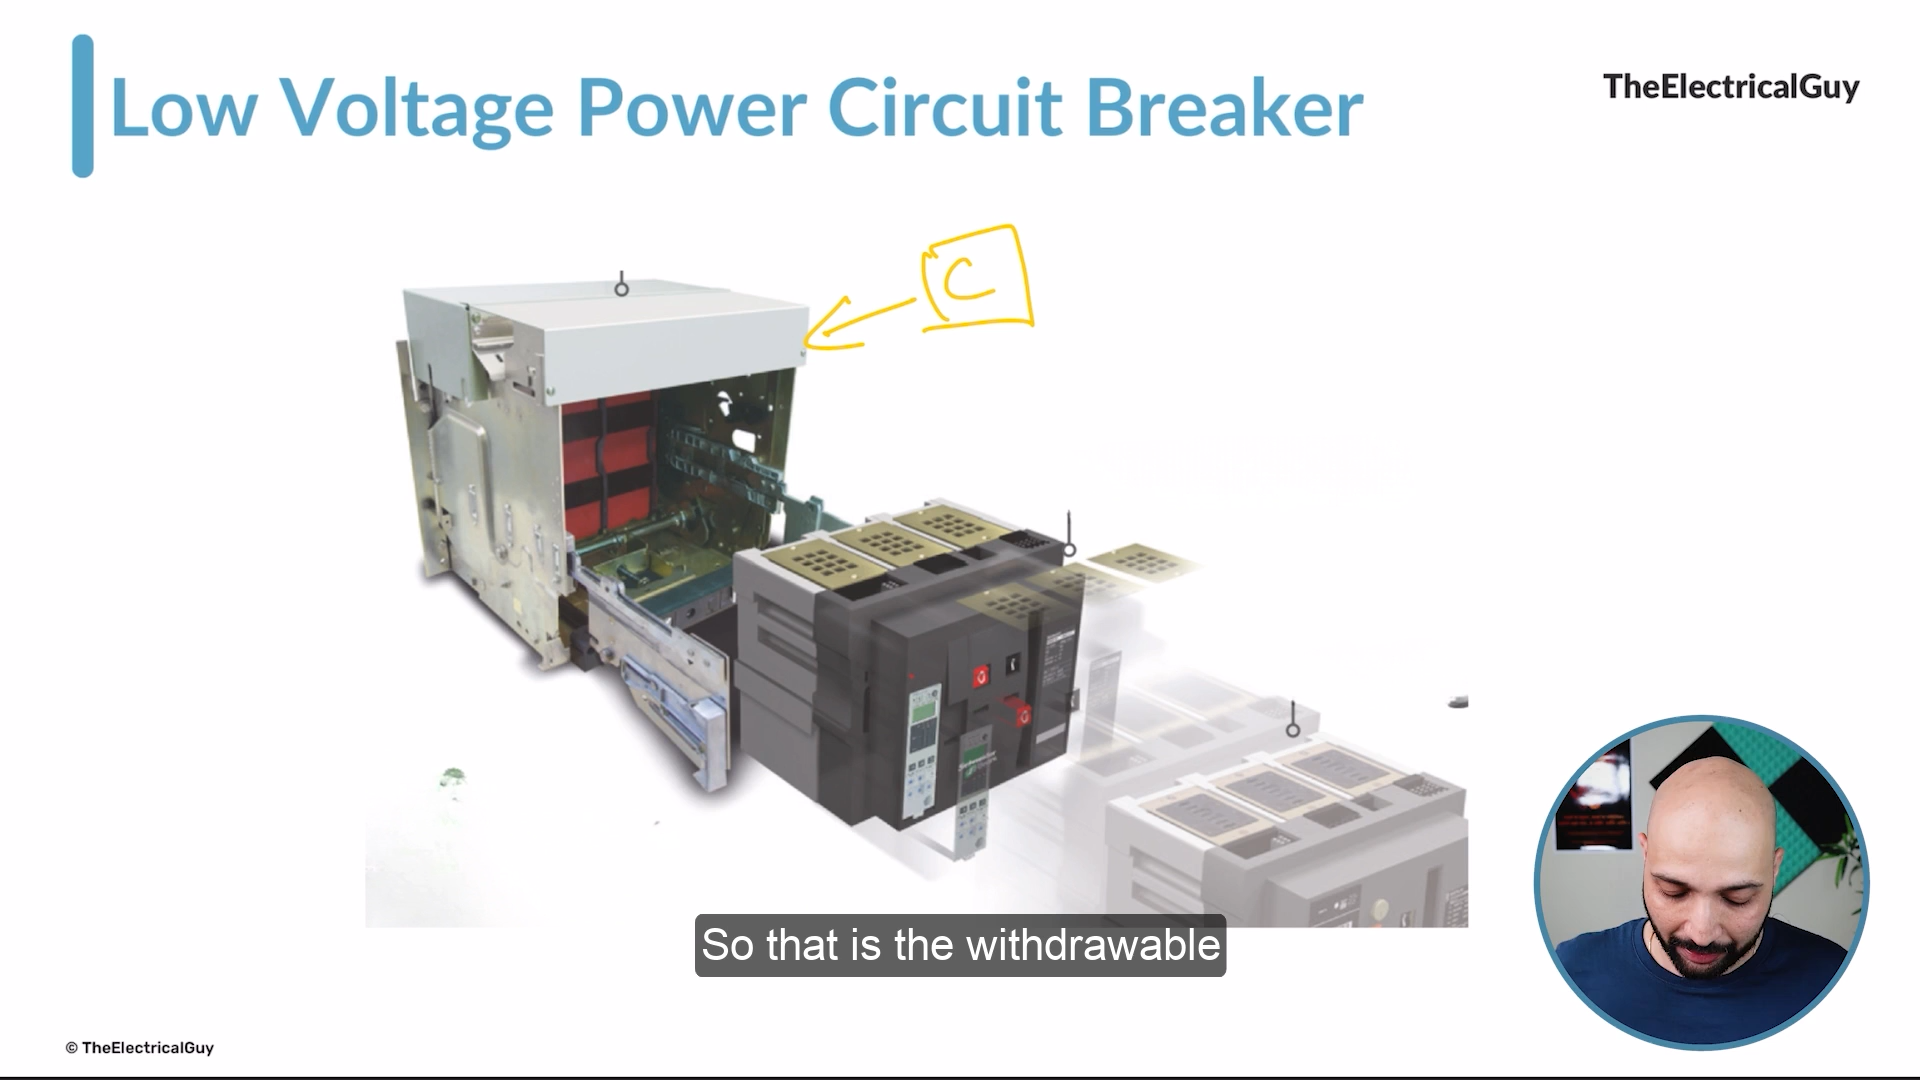 Low Voltage Power Circuit Breaker
TheElectricalGuy
C
So that is the withdrawable
© TheElectricalGuy